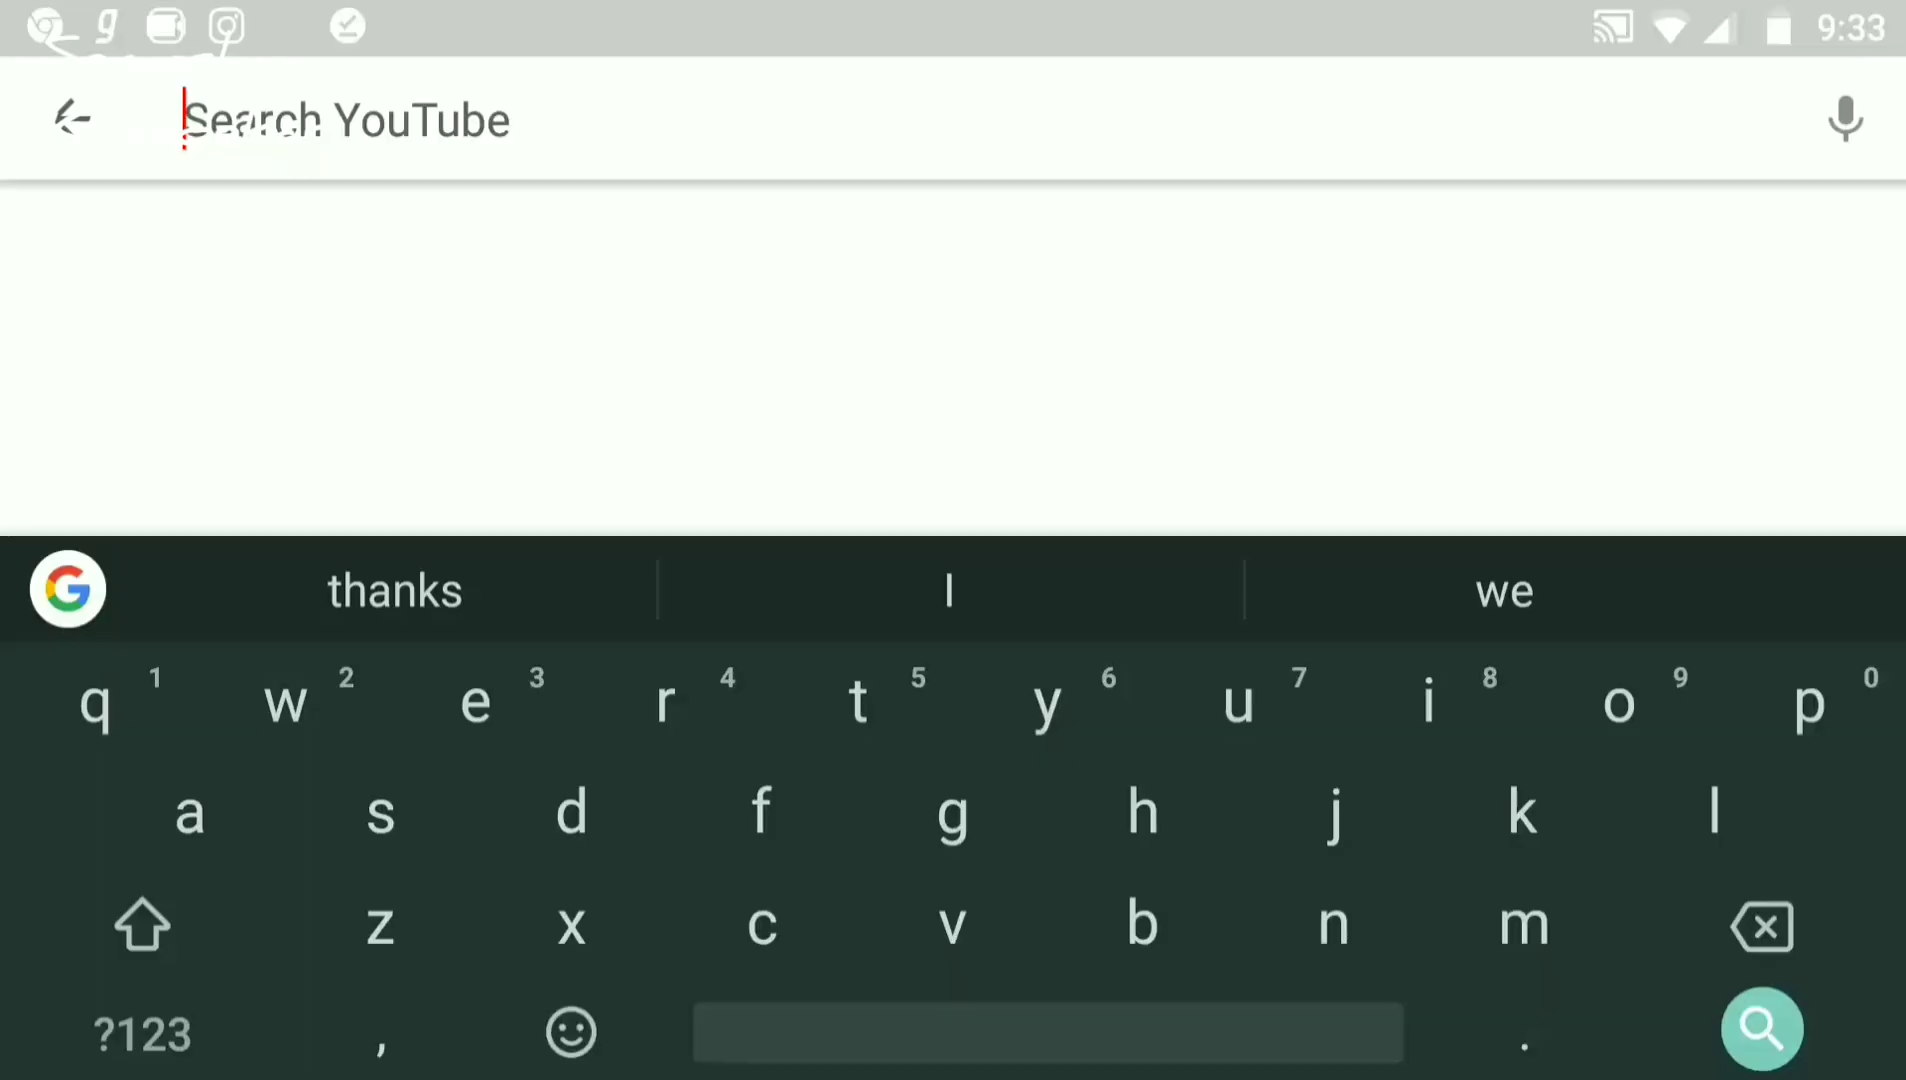 9:33
Search YouTube
thanks I we
q 1 w 2 e 3 r 4 t 5 y 6 u 7 i 8 o 9 p 0
a s d f g h j k l
z x c v b n m
?123 , .